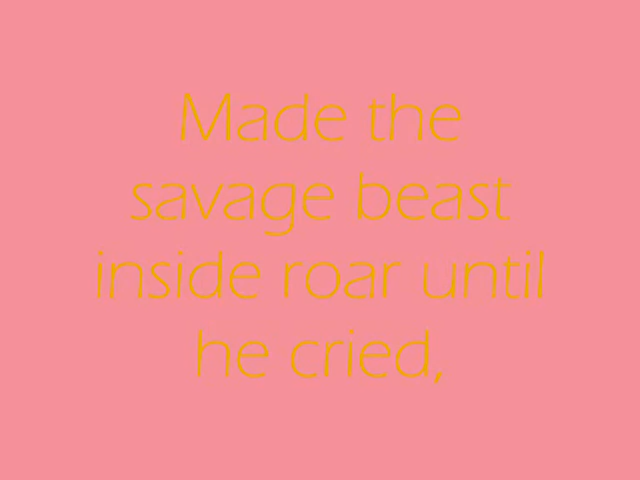 Made the
savage beast
inside roar until
he cried,